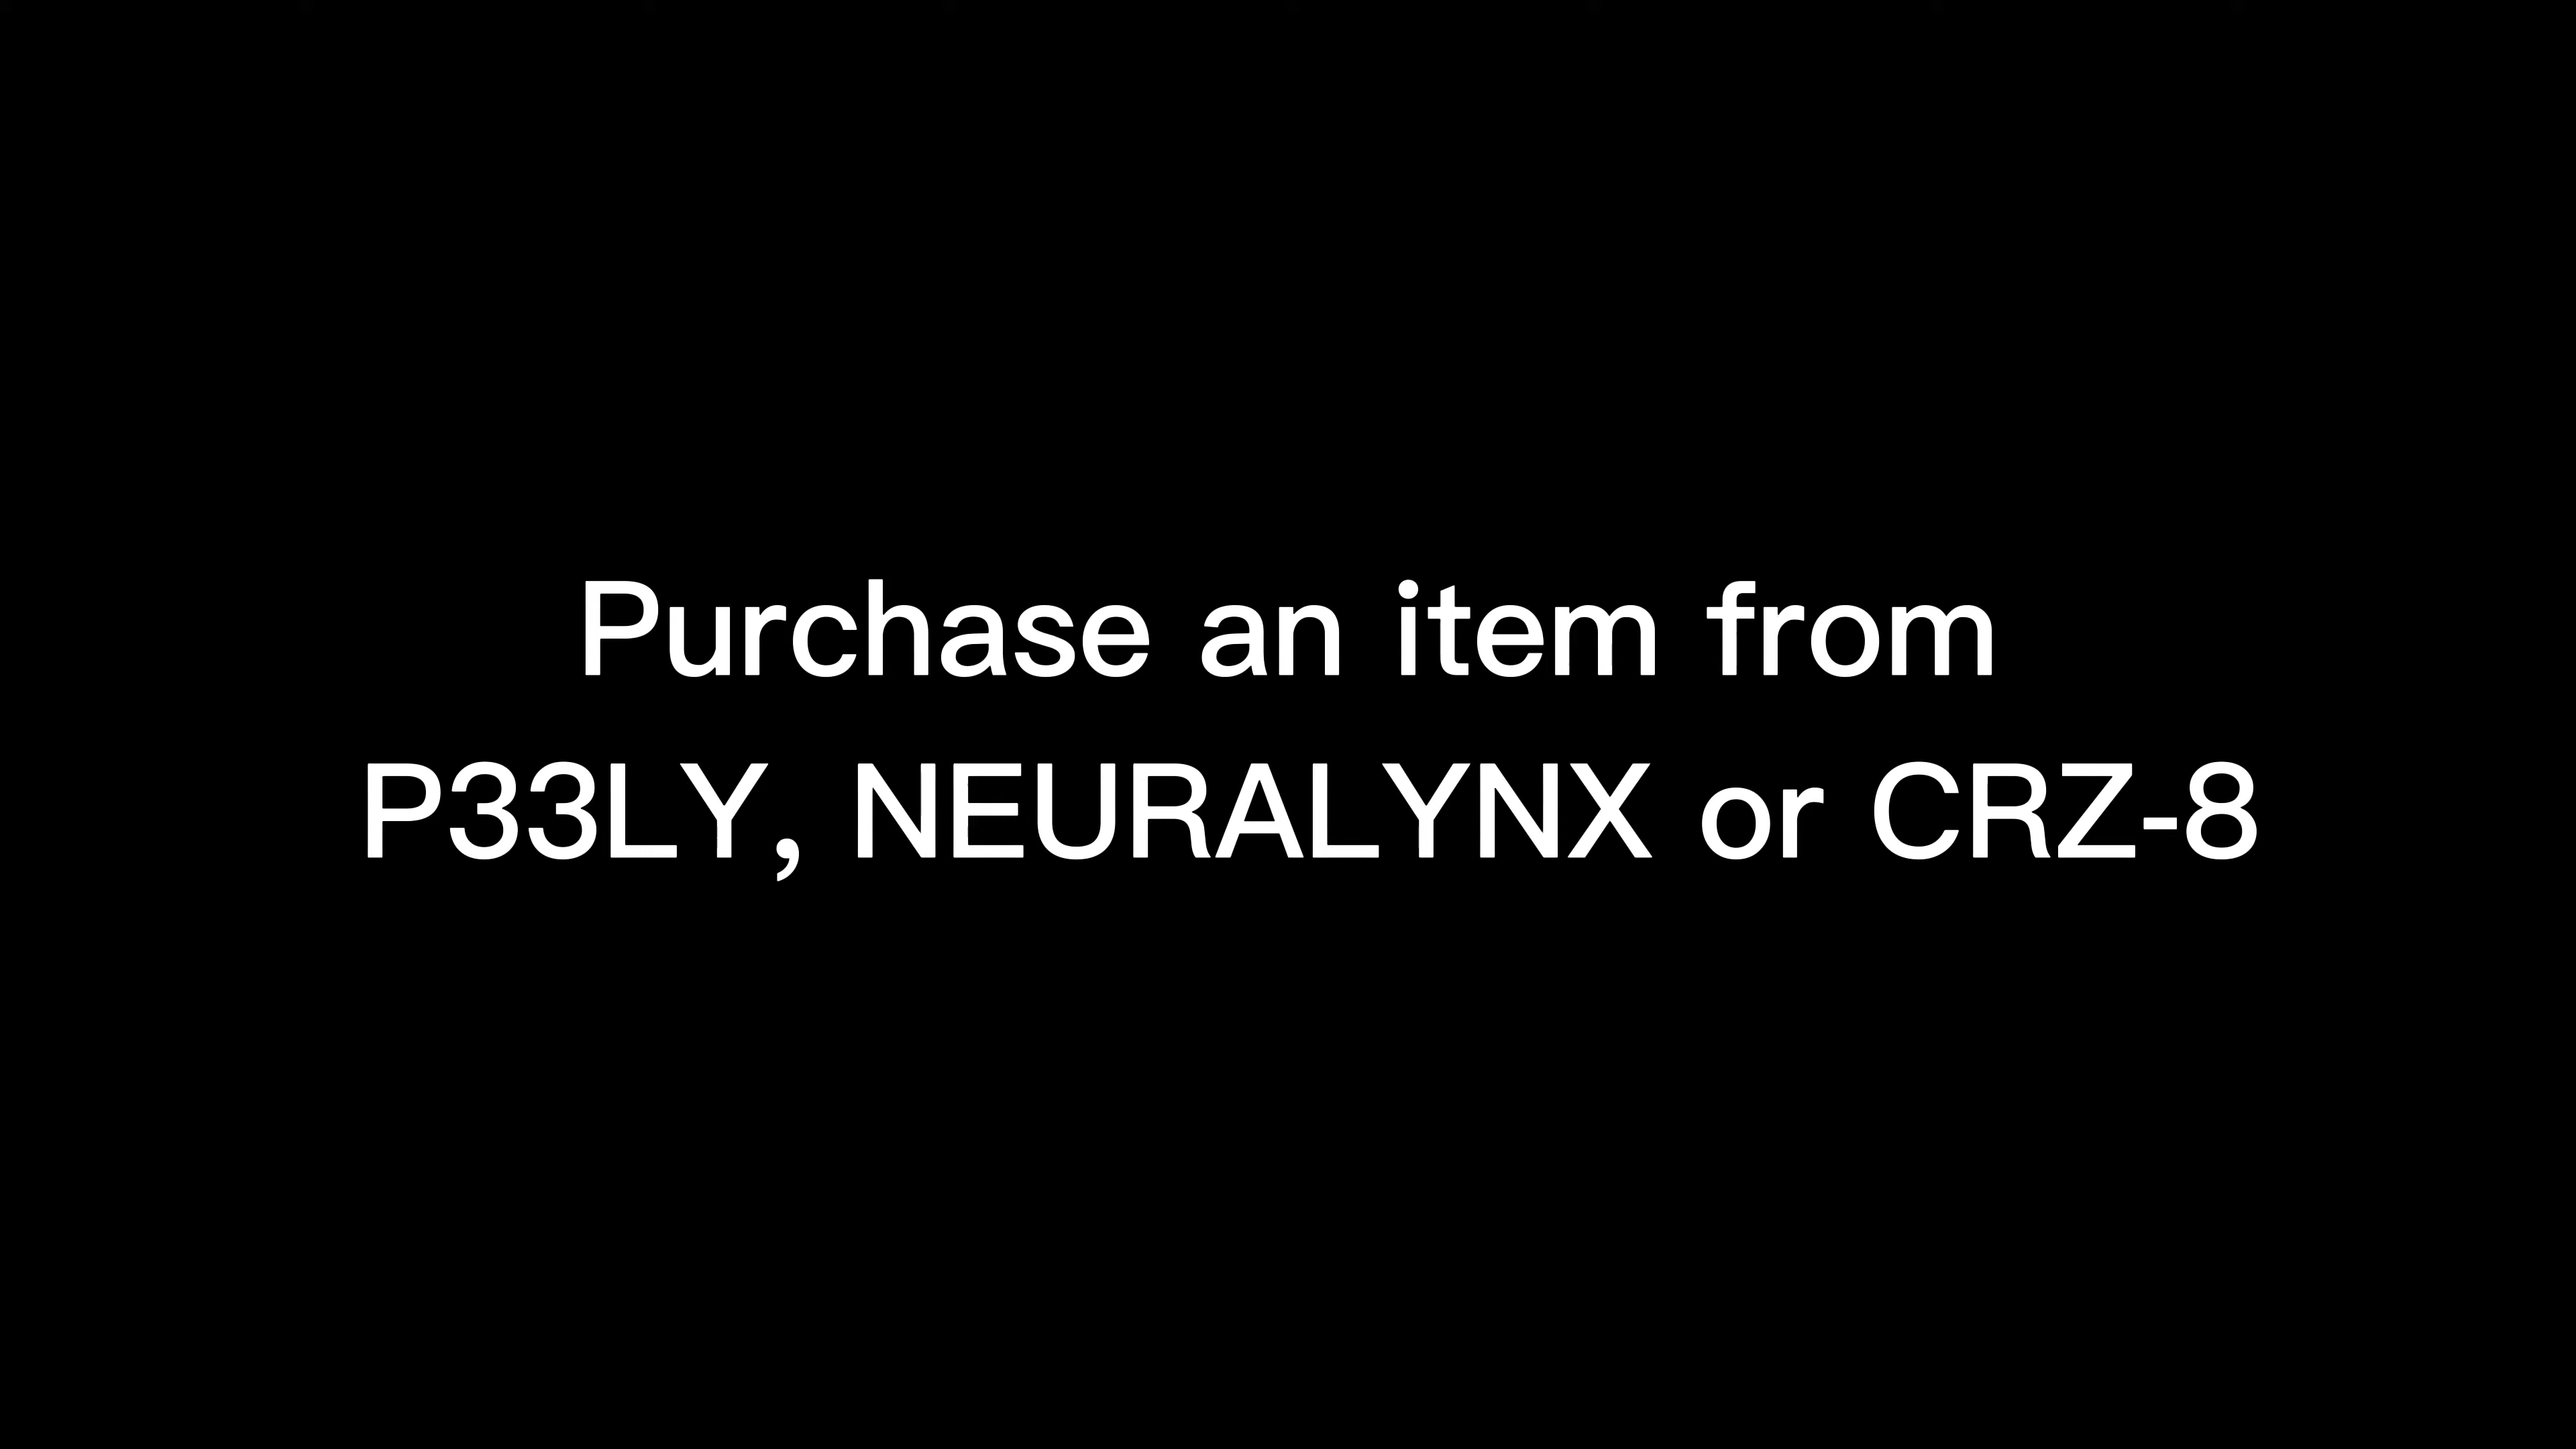 Purchase an item from
P33LY, NEURALYNX or CRZ-8